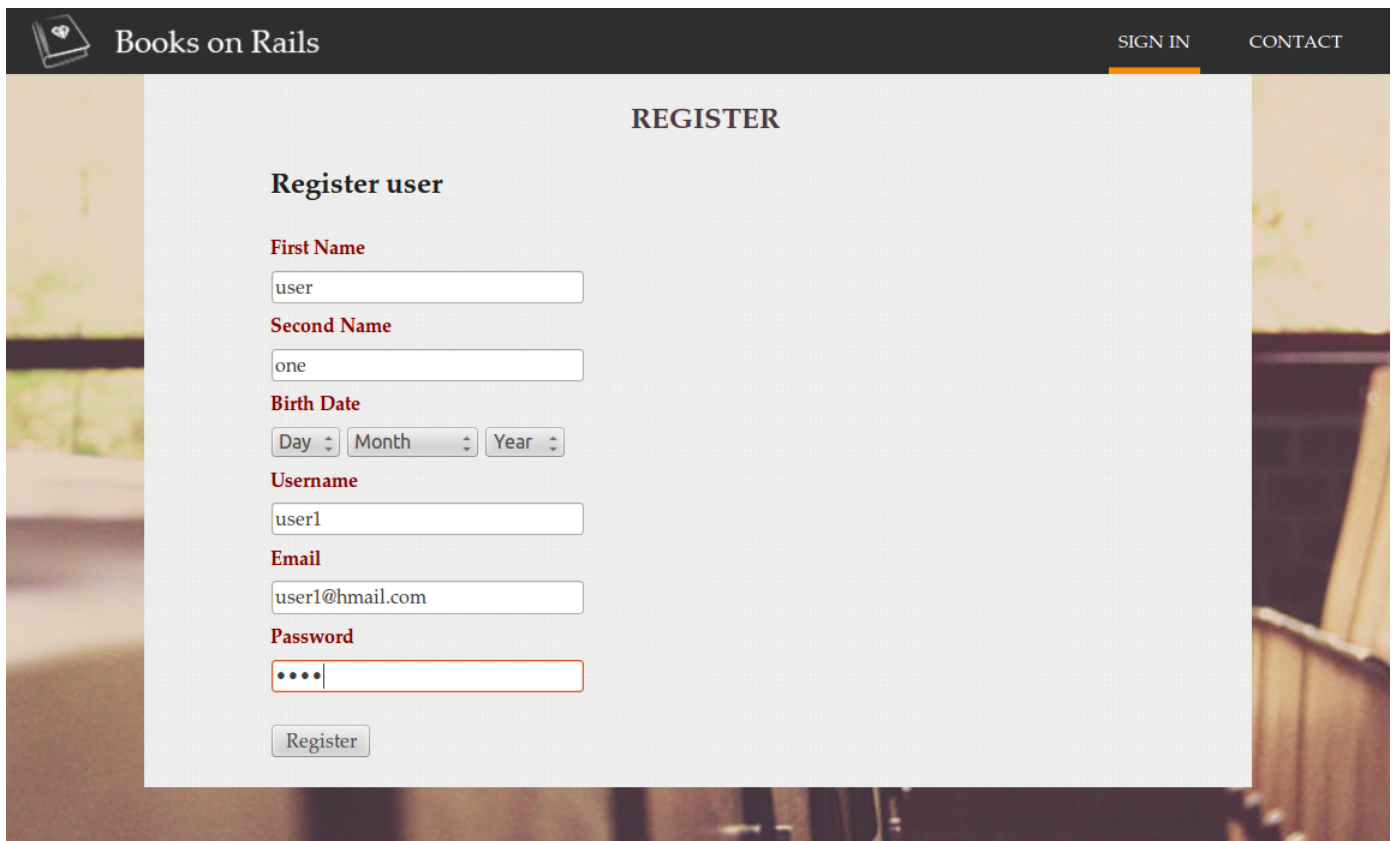 Books on Rails
SIGN IN CONTACT
REGISTER
Register user
First Name
user
Second Name
one
Birth Date
Day Month Year
Username
user1
Email
user1@hmail.com
Password
••••
Register